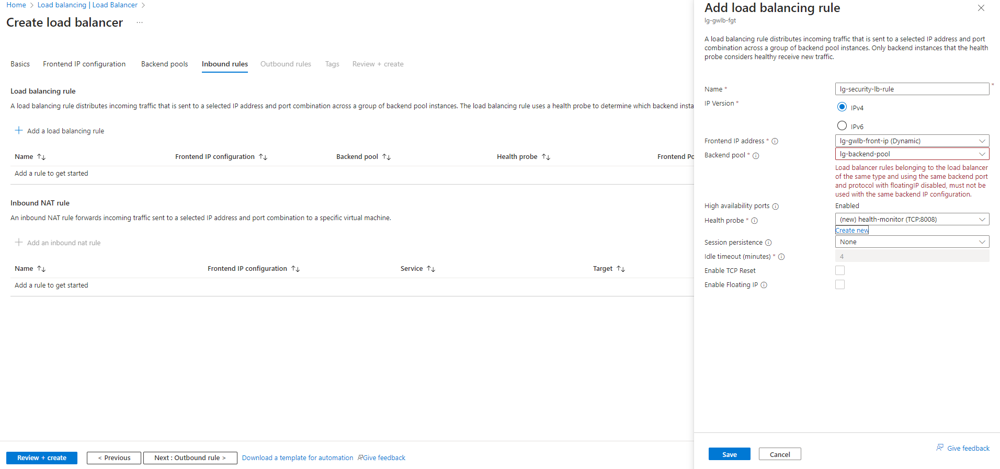 Home > Load balancing | Load Balancer >
Create load balancer ...
Basics Frontend IP configuration Backend pools Inbound rules Outbound rules Tags Review + create
Load balancing rule
A load balancing rule distributes incoming traffic that is sent to a selected IP address and port combination across a group of backend pool instances. The load balancing rule uses a health probe to determine which backend insta
+ Add a load balancing rule
Name ↑↓ Frontend IP configuration ↑↓ Backend pool ↑↓ Health probe ↑↓ Frontend Po
Add a rule to get started
Inbound NAT rule
An inbound NAT rule forwards incoming traffic sent to a selected IP address and port combination to a specific virtual machine.
+ Add an inbound nat rule
Name ↑↓ Frontend IP configuration ↑↓ Service ↑↓ Target ↑↓
Add a rule to get started
Review + create < Previous Next : Outbound rule > Download a template for automation Give feedback
Add load balancing rule
lg-gwlb-fgt
A load balancing rule distributes incoming traffic that is sent to a selected IP address and port
combination across a group of backend pool instances. Only backend instances that the health
probe considers healthy receive new traffic.
Name * lg-security-lb-rule *
IP Version * IPv4
IPv6
Frontend IP address * lg-gwlb-front-ip (Dynamic)
Backend pool * lg-backend-pool
Load balancer rules belonging to the load balancer
of the same type and using the same backend port
and protocol with floatingIP disabled, must not be
used with the same backend IP configuration.
High availability ports Enabled
Health probe * (new) health-monitor (TCP:8008)
Create new
Session persistence None
Idle timeout (minutes) * 4
Enable TCP Reset
Enable Floating IP
Save Cancel Give feedback